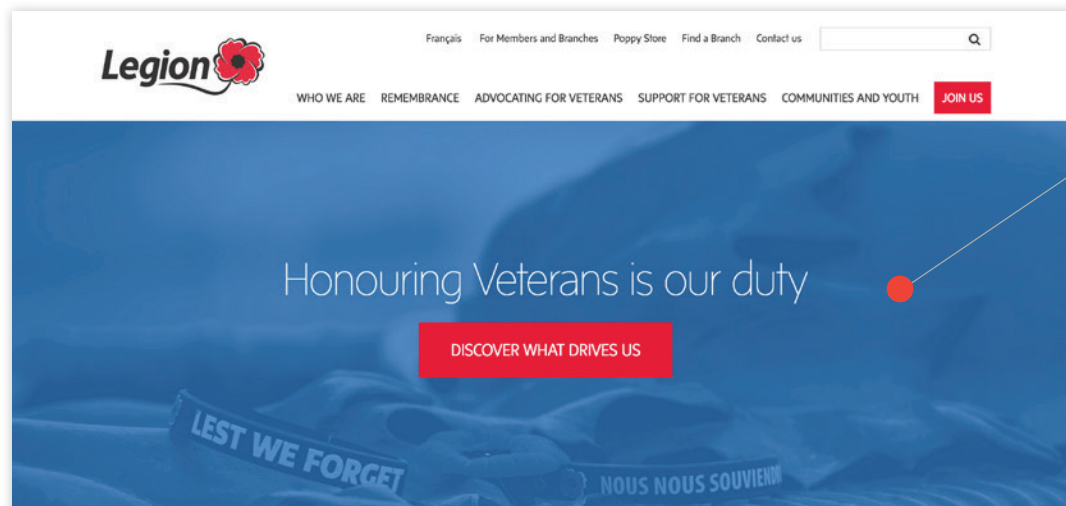 Legion
Français For Members and Branches Poppy Store Find a Branch Contact us
WHO WE ARE REMEMBRANCE ADVOCATING FOR VETERANS SUPPORT FOR VETERANS COMMUNITIES AND YOUTH JOIN US
Honouring Veterans is our duty
DISCOVER WHAT DRIVES US
LEST WE FORGET
NOUS NOUS SOUVIENDR